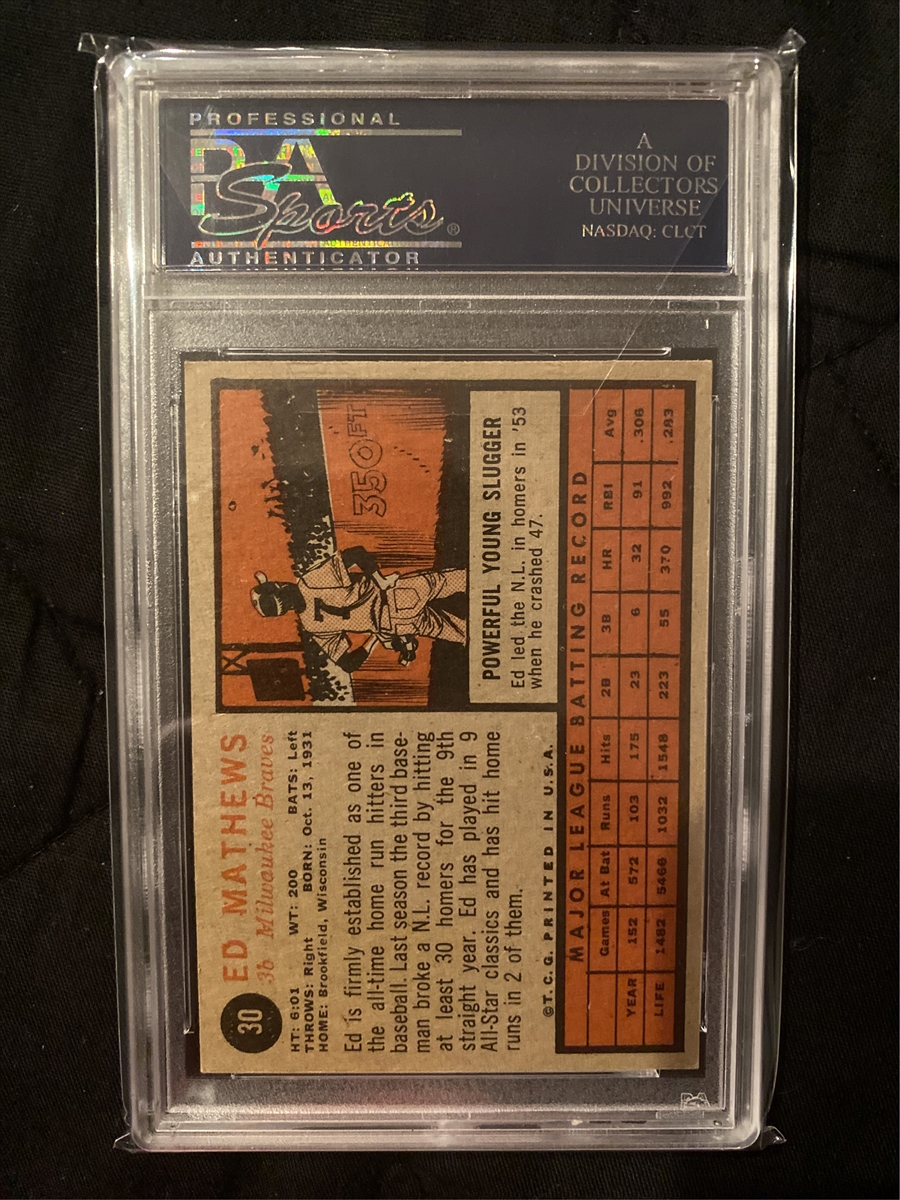 PROFESSIONAL
PSA
Sports®
AUTHENTICATOR
A
DIVISION OF
COLLECTORS
UNIVERSE
NASDAQ: CLCT
30
ED MATHEWS
3b Milwaukee Braves
HT: 6:01 WT: 200 BATS: Left
THROWS: Right BORN: Oct. 13, 1931
HOME: Brookfield, Wisconsin
Ed is firmly established as one of
the all-time home run hitters in
baseball. Last season the third base-
man broke a N.L. record by hitting
at least 30 homers for the 9th
straight year. Ed has played in 9
All-Star classics and has hit home
runs in 2 of them.
7
350 FT
POWERFUL YOUNG SLUGGER
Ed led the N.L. in homers in '53
when he crashed 47.
©T.C.G. PRINTED IN U.S.A.
MAJOR LEAGUE BATTING RECORD
Games At Bat Runs Hits 2B 3B HR RBI Avg
YEAR 152 572 103 175 23 6 32 91 .306
LIFE 1482 5466 1032 1548 223 55 370 992 .283
PSA